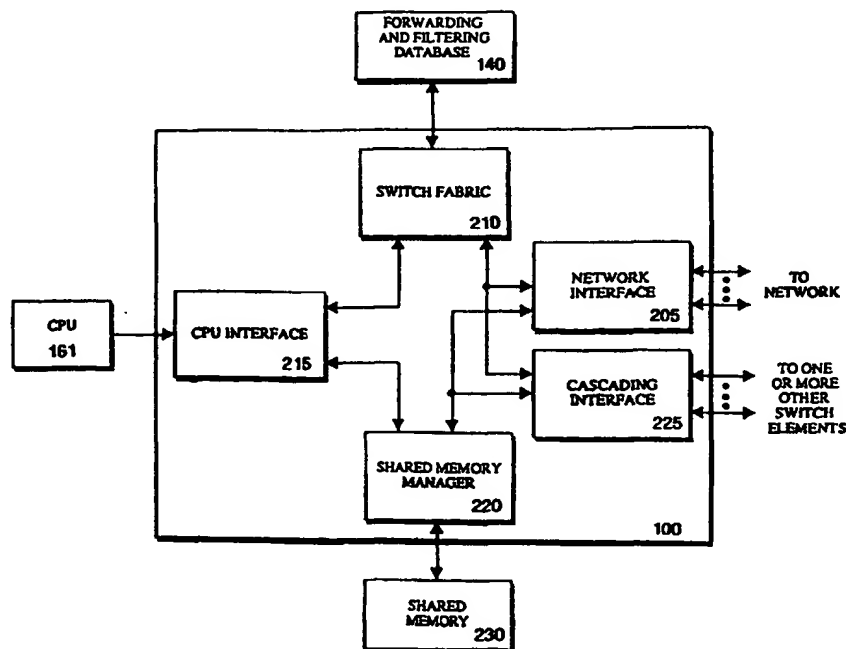 FORWARDING
AND FILTERING
DATABASE
140
SWITCH FABRIC
210
NETWORK
INTERFACE
205
TO
NETWORK
CPU
161
CPU INTERFACE
215
CASCADING
INTERFACE
225
TO ONE
OR MORE
OTHER
SWITCH
ELEMENTS
SHARED MEMORY
MANAGER
220
100
SHARED
MEMORY
230